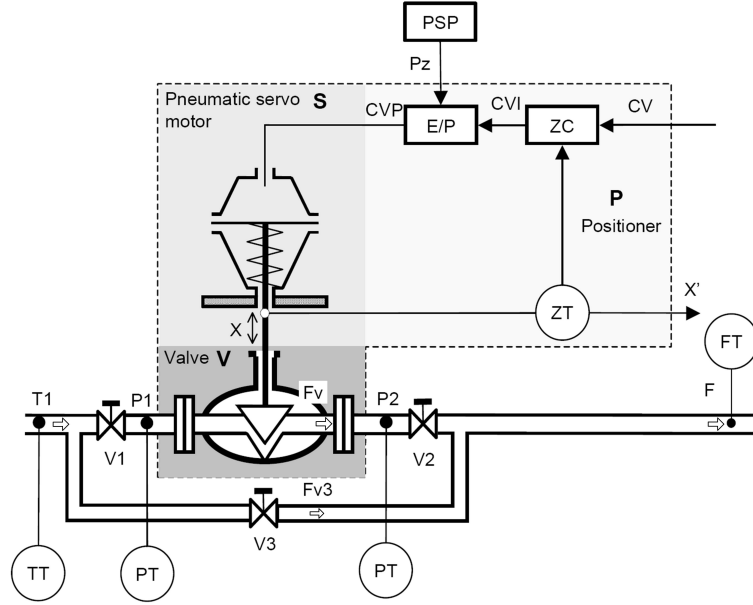 PSP
Pz
Pneumatic servo S
motor
CVP
E/P
CVI
ZC
CV
P
Positioner
X
ZT
X'
FT
Valve V
T1
P1
Fv
P2
F
V1
V2
Fv3
V3
TT
PT
PT